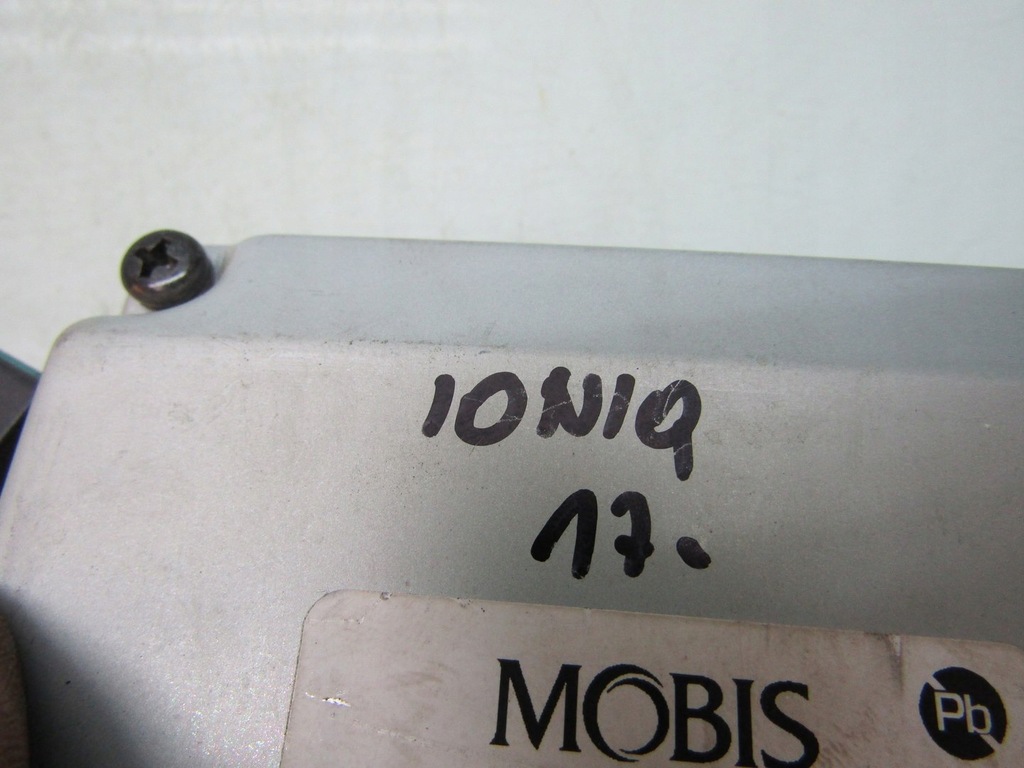 IONIQ
17.
MOBIS Pb